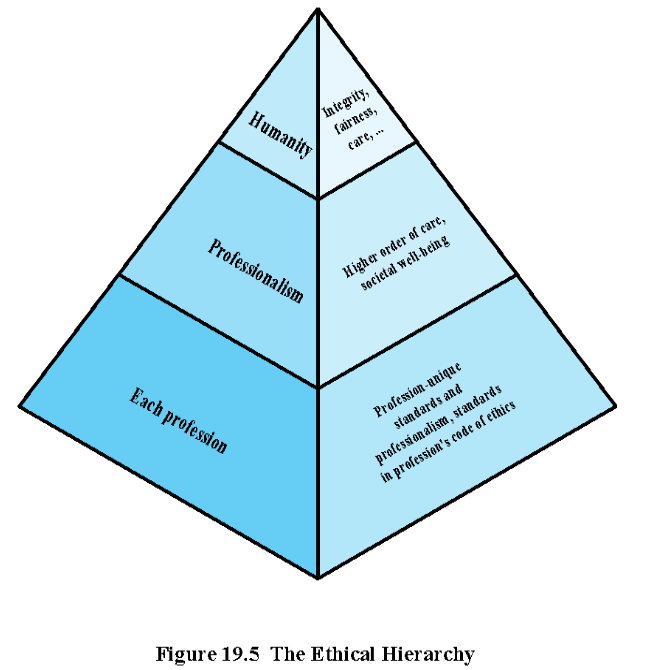 Humanity
Integrity,
fairness,
care, ...
Professionalism
Higher order of care,
societal well-being
Each profession
Profession-unique
standards and
professionalism, standards
in profession's code of ethics
Figure 19.5 The Ethical Hierarchy